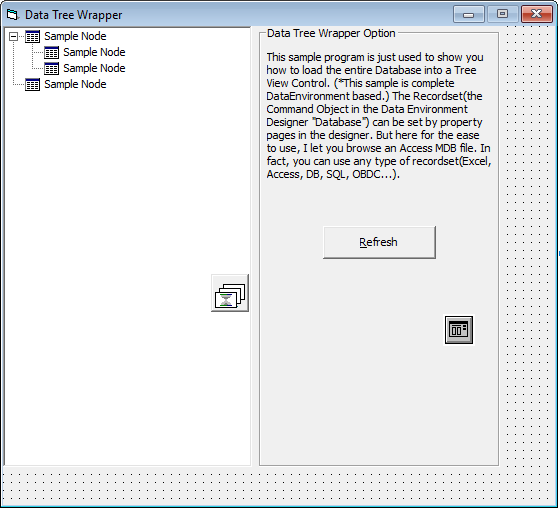 Data Tree Wrapper
Sample Node
Sample Node
Sample Node
Sample Node
Data Tree Wrapper Option
This sample program is just used to show you
how to load the entire Database into a Tree
View Control. (*This sample is complete
DataEnvironment based.) The Recordset(the
Command Object in the Data Environment
Designer "Database") can be set by property
pages in the designer. But here for the ease
to use, I let you browse an Access MDB file. In
fact, you can use any type of recordset(Excel,
Access, DB, SQL, OBDC...).
Refresh